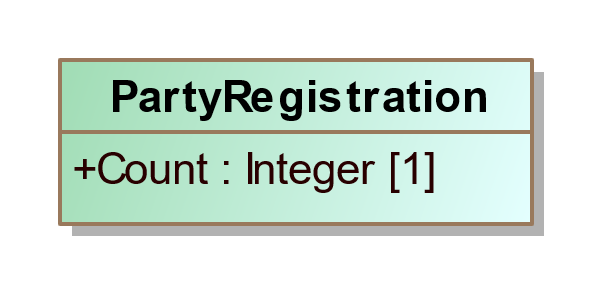 PartyRegistration
+Count : Integer [1]